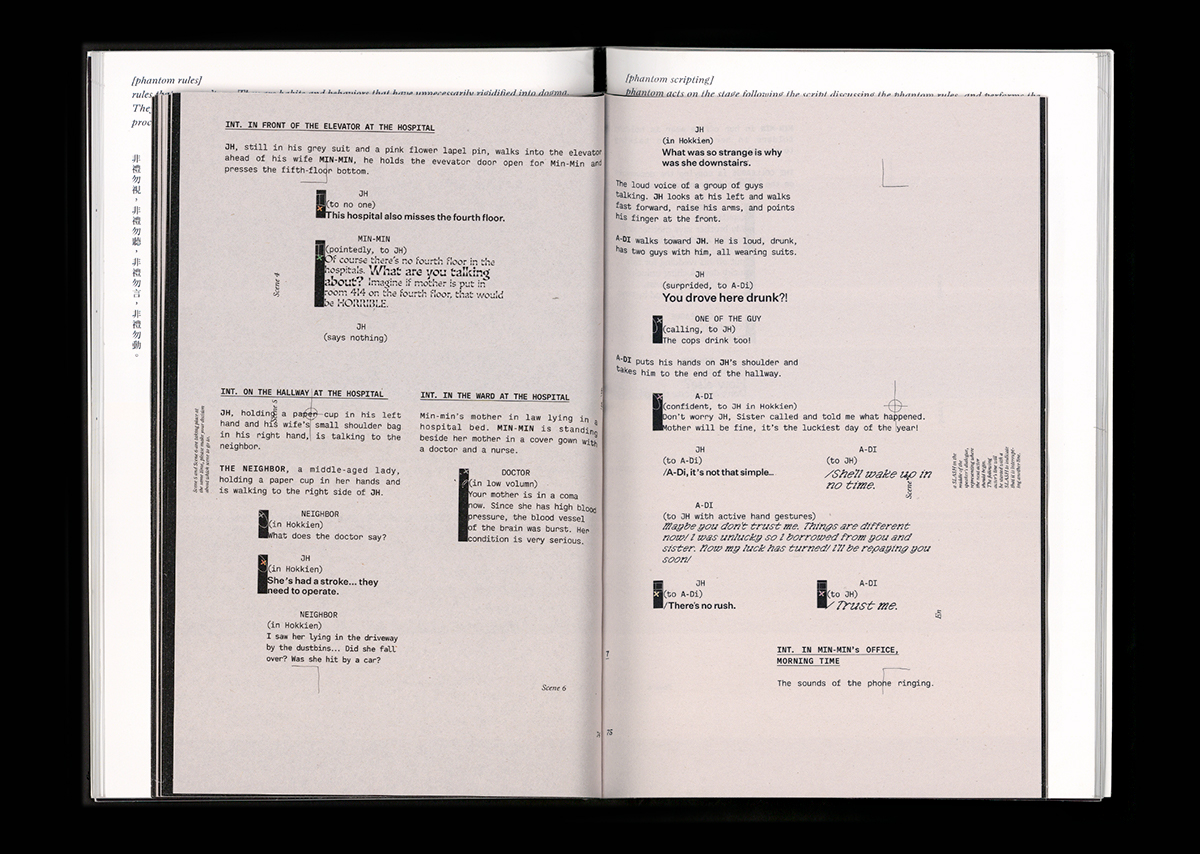 [phantom rules]
rules
They
proc
habits and behaviors that have unnecessarily rigidified into dogma.
非禮勿視，非禮勿聽，非禮勿言，非禮勿動。
INT. IN FRONT OF THE ELEVATOR AT THE HOSPITAL
JH, still in his grey suit and a pink flower lapel pin, walks into the elevator
ahead of his wife MIN-MIN, he holds the evevator door open for Min-Min and
presses the fifth-floor bottom.
JH
(to no one)
This hospital also misses the fourth floor.
MIN-MIN
(pointedly, to JH)
Of course there's no fourth floor in the
hospitals. What are you talking
about? Imagine if mother is put in
room 414 on the fourth floor, that would
be HORRIBLE.
Scene 4
JH
(says nothing)
INT. ON THE HALLWAY AT THE HOSPITAL
JH, holding a paper cup in his left
hand and his wife's small shoulder bag
in his right hand, is talking to the
neighbor.
THE NEIGHBOR, a middle-aged lady,
holding a paper cup in her hands and
is walking to the right side of JH.
Scene 5
NEIGHBOR
(in Hokkien)
What does the doctor say?
JH
(in Hokkien)
She's had a stroke... they
need to operate.
NEIGHBOR
(in Hokkien)
I saw her lying in the driveway
by the dustbins... Did she fall
over? Was she hit by a car?
INT. IN THE WARD AT THE HOSPITAL
Min-min's mother in law lying in a
hospital bed. MIN-MIN is standing
beside her mother in a cover gown with
a doctor and a nurse.
DOCTOR
(in low volumn)
Your mother is in a coma
now. Since she has high blood
pressure, the blood vessel
of the brain was burst. Her
condition is very serious.
Scene 6
[phantom scripting]
phantom acts on the stage following the script discussing the phantom rules, and performs the
JH
(in Hokkien)
What was so strange is why
was she downstairs.
The loud voice of a group of guys
talking. JH looks at his left and walks
fast forward, raise his arms, and points
his finger at the front.
A-DI walks toward JH. He is loud, drunk,
has two guys with him, all wearing suits.
JH
(surprided, to A-Di)
You drove here drunk?!
ONE OF THE GUY
(calling, to JH)
The cops drink too!
A-DI puts his hands on JH's shoulder and
takes him to the end of the hallway.
A-DI
(confident, to JH in Hokkien)
Don't worry JH, Sister called and told me what happened.
Mother will be fine, it's the luckiest day of the year!
JH
(to A-Di)
/A-Di, it's not that simple...
A-DI
(to JH)
/She'll wake up in
no time.
A-DI
(to JH with active hand gestures)
Maybe you don't trust me. Things are different
now! I was unlucky so I borrowed from you and
sister. Now my luck has turned! I'll be repaying you
soon!
JH
(to A-Di)
/There's no rush.
A-DI
(to JH)
/Trust me.
INT. IN MIN-MIN's OFFICE,
MORNING TIME
The sounds of the phone ringing.
7
75